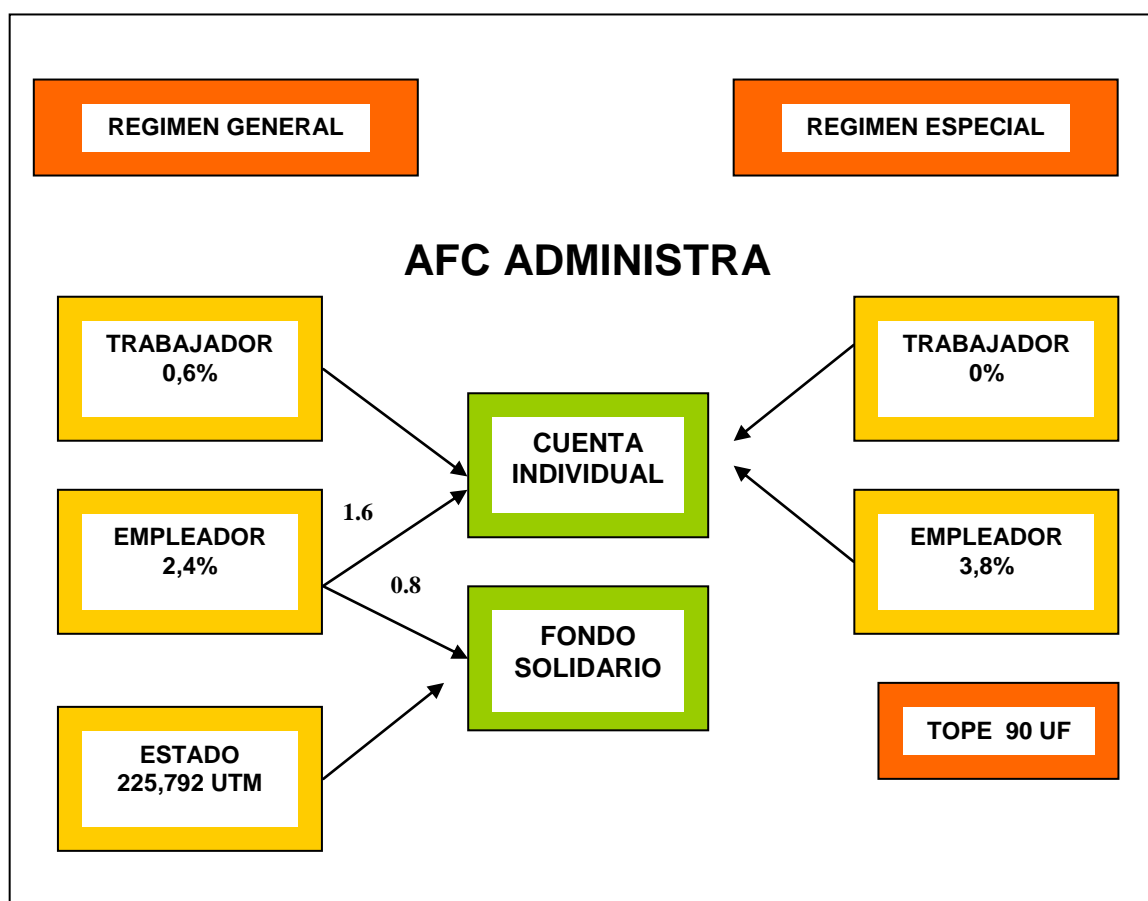 REGIMEN GENERAL
REGIMEN ESPECIAL
AFC ADMINISTRA
TRABAJADOR
0,6%
TRABAJADOR
0%
CUENTA
INDIVIDUAL
EMPLEADOR
2,4%
1.6
0.8
EMPLEADOR
3,8%
FONDO
SOLIDARIO
ESTADO
225,792 UTM
TOPE 90 UF